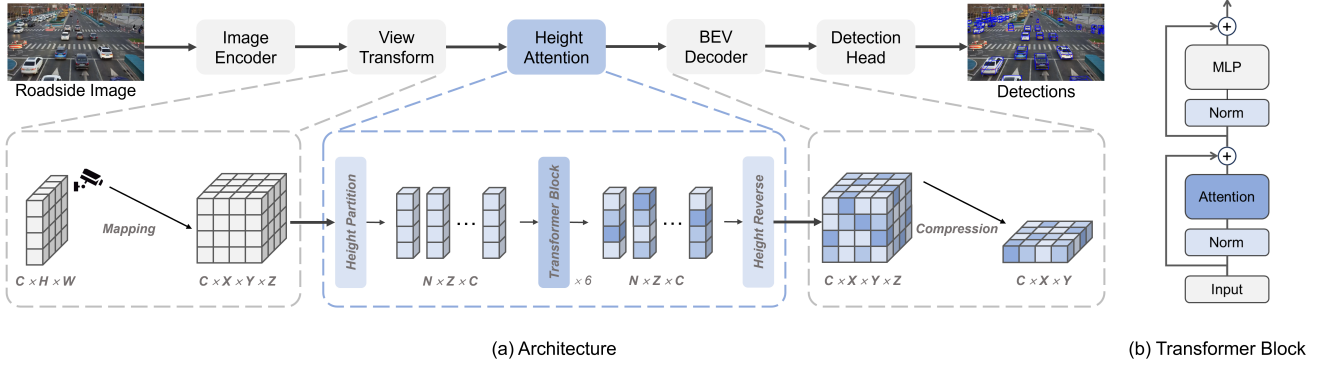 Roadside Image
Image
Encoder
View
Transform
Height
Attention
BEV
Decoder
Detection
Head
Detections
Mapping
C × H × W
C × X × Y × Z
Height Partition
N × Z × C
Transformer Block
× 6
N × Z × C
Height Reverse
C × X × Y × Z
Compression
C × X × Y
(a) Architecture
+
MLP
Norm
+
Attention
Norm
Input
(b) Transformer Block